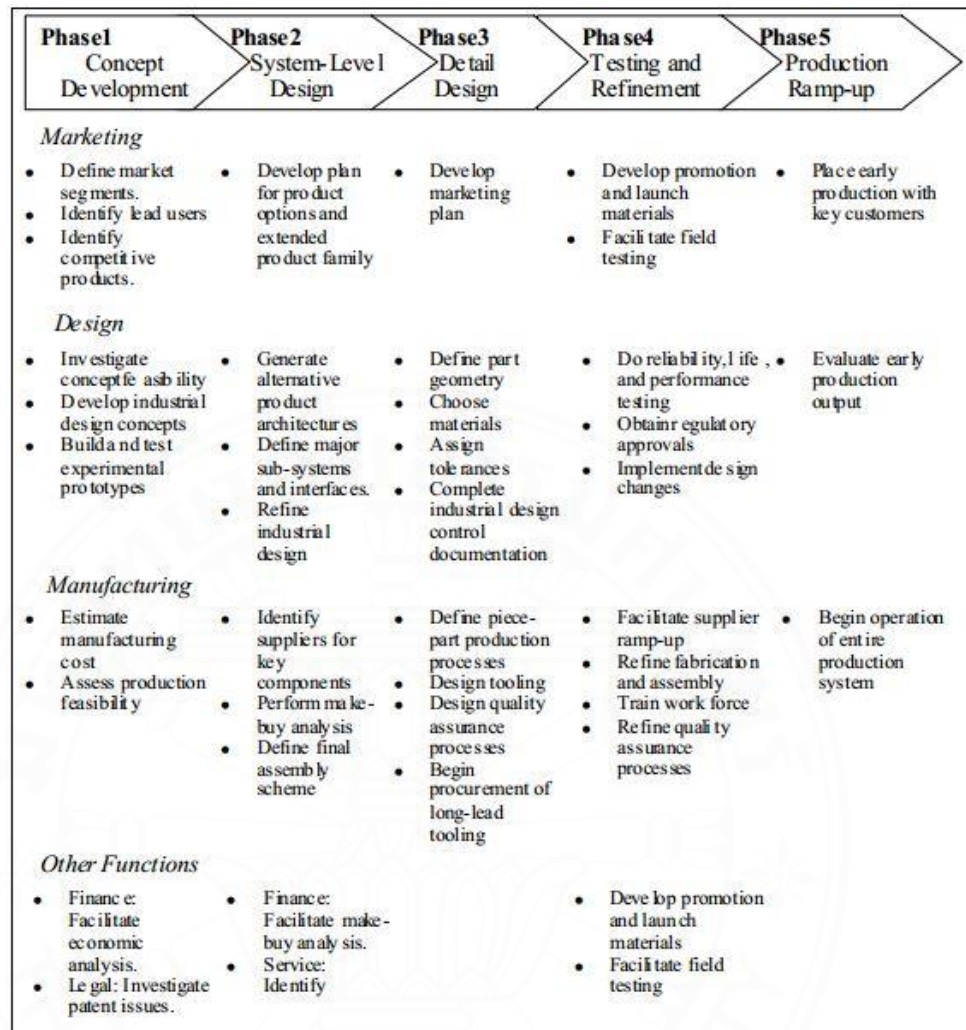 Phase1
Concept
Development
Phase2
System-Level
Design
Phase3
Detail
Design
Phase4
Testing and
Refinement
Phase5
Production
Ramp-up
Marketing
• Define market
segments.
• Identify lead users
• Identify
competitive
products.
• Develop plan
for product
options and
extended
product family
• Develop
marketing
plan
• Develop promotion
and launch
materials
• Facilitate field
testing
• Place early
production with
key customers
Design
• Investigate
conceptfe asibility
• Develop industrial
design concepts
• Build and test
experimental
prototypes
• Generate
alternative
product
architectures
• Define major
sub-systems
and interfaces.
• Refine
industrial
design
• Define part
geometry
• Choose
materials
• Assign
tolerances
• Complete
industrial design
control
documentation
• Do reliability, life ,
and performance
testing
• Obtainr egulatory
approvals
• Implement design
changes
• Evaluate early
production
output
Manufacturing
• Estimate
manufacturing
cost
• Assess production
feasibility
• Identify
suppliers for
key
components
• Perform make-
buy analysis
• Define final
assembly
scheme
• Define piece-
part production
processes
• Design tooling
• Design quality
assurance
processes
• Begin
procurement of
long-lead
tooling
• Facilitate supplier
ramp-up
• Refine fabrication
and assembly
• Train work force
• Refine quality
assurance
processes
• Begin operation
of entire
production
system
Other Functions
• Finance:
Facilitate
economic
analysis.
• Legal: Investigate
patent issues.
• Finance:
Facilitate make-
buy analysis.
• Service:
Identify
• Develop promotion
and launch
materials
• Facilitate field
testing